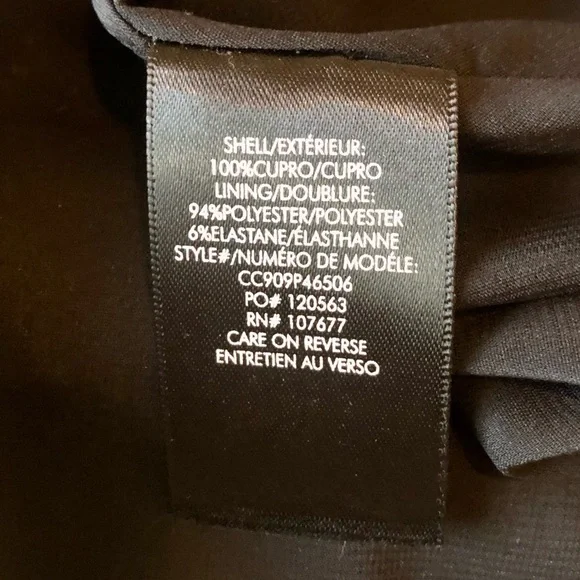 SHELL/EXTÉRIEUR:
100%CUPRO/CUPRO
LINING/DOUBLURE:
94%POLYESTER/POLYESTER
6%ELASTANE/ÉLASTHANNE
STYLE#/NUMÉRO DE MODÉLE:
CC909P46506
PO# 120563
RN# 107677
CARE ON REVERSE
ENTRETIEN AU VERSO